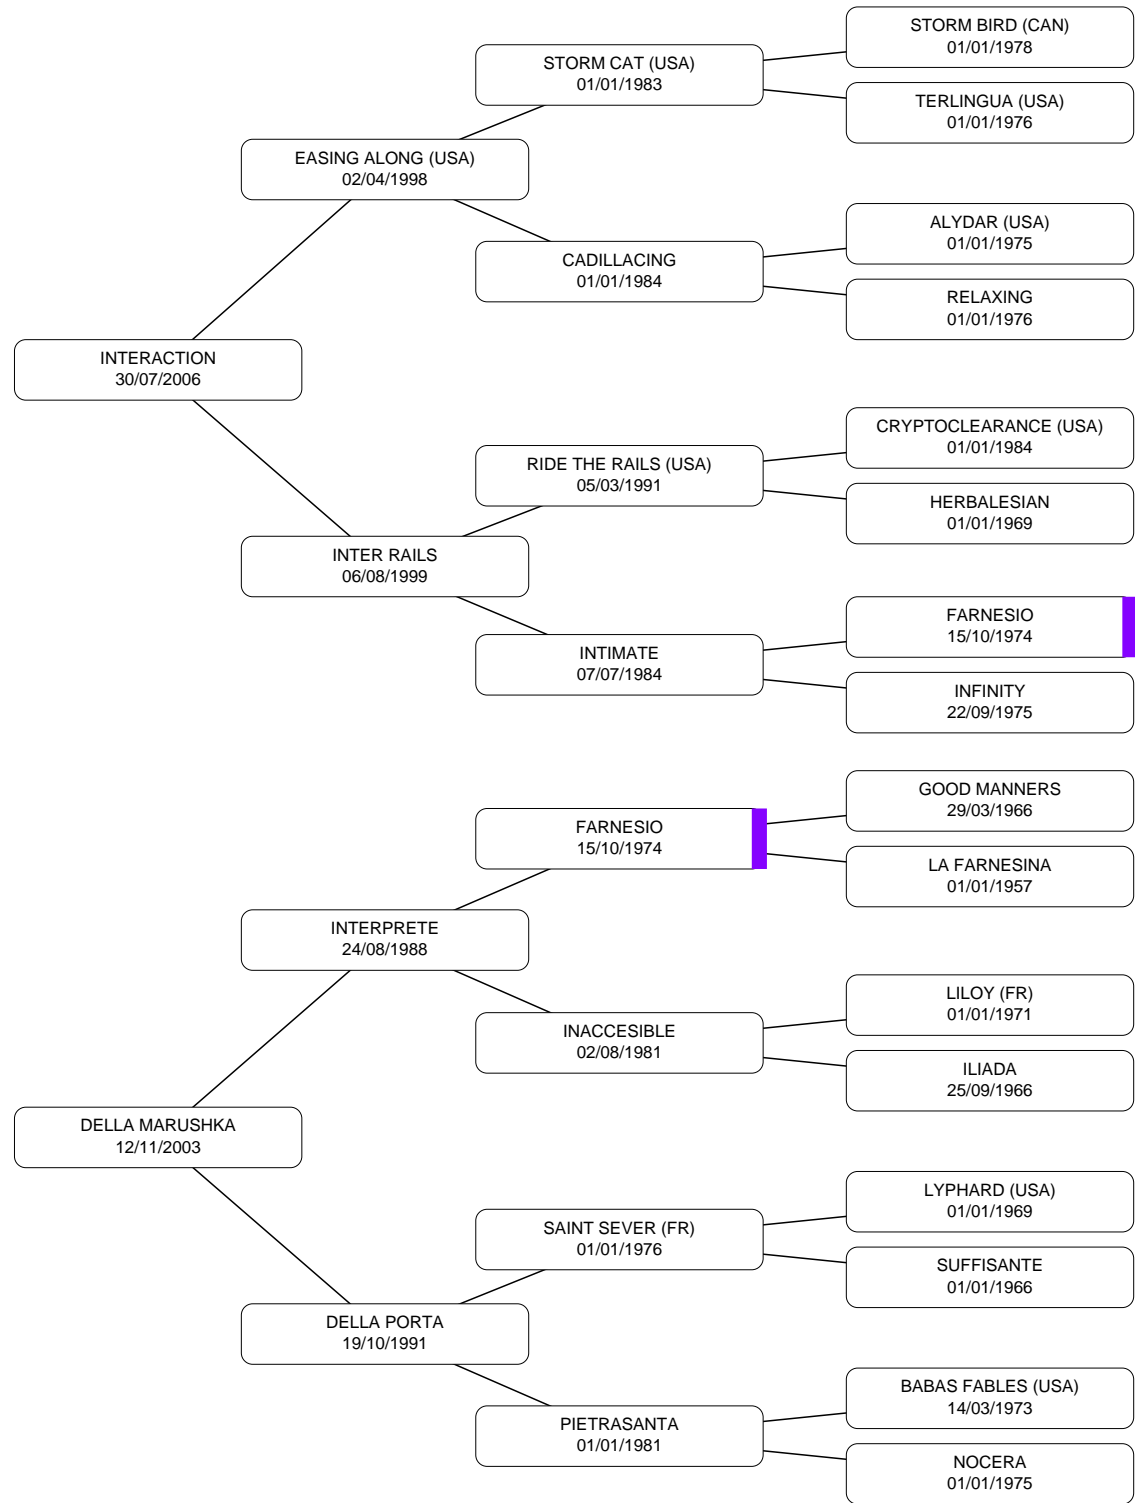 STORM BIRD (CAN)
01/01/1978
STORM CAT (USA)
01/01/1983
TERLINGUA (USA)
01/01/1976
EASING ALONG (USA)
02/04/1998
ALYDAR (USA)
01/01/1975
CADILLACING
01/01/1984
RELAXING
01/01/1976
INTERACTION
30/07/2006
CRYPTOCLEARANCE (USA)
01/01/1984
RIDE THE RAILS (USA)
05/03/1991
HERBALESIAN
01/01/1969
INTER RAILS
06/08/1999
FARNESIO
15/10/1974
INTIMATE
07/07/1984
INFINITY
22/09/1975
GOOD MANNERS
29/03/1966
FARNESIO
15/10/1974
LA FARNESINA
01/01/1957
INTERPRETE
24/08/1988
LILOY (FR)
01/01/1971
INACCESIBLE
02/08/1981
ILIADA
25/09/1966
DELLA MARUSHKA
12/11/2003
LYPHARD (USA)
01/01/1969
SAINT SEVER (FR)
01/01/1976
SUFFISANTE
01/01/1966
DELLA PORTA
19/10/1991
BABAS FABLES (USA)
14/03/1973
PIETRASANTA
01/01/1981
NOCERA
01/01/1975